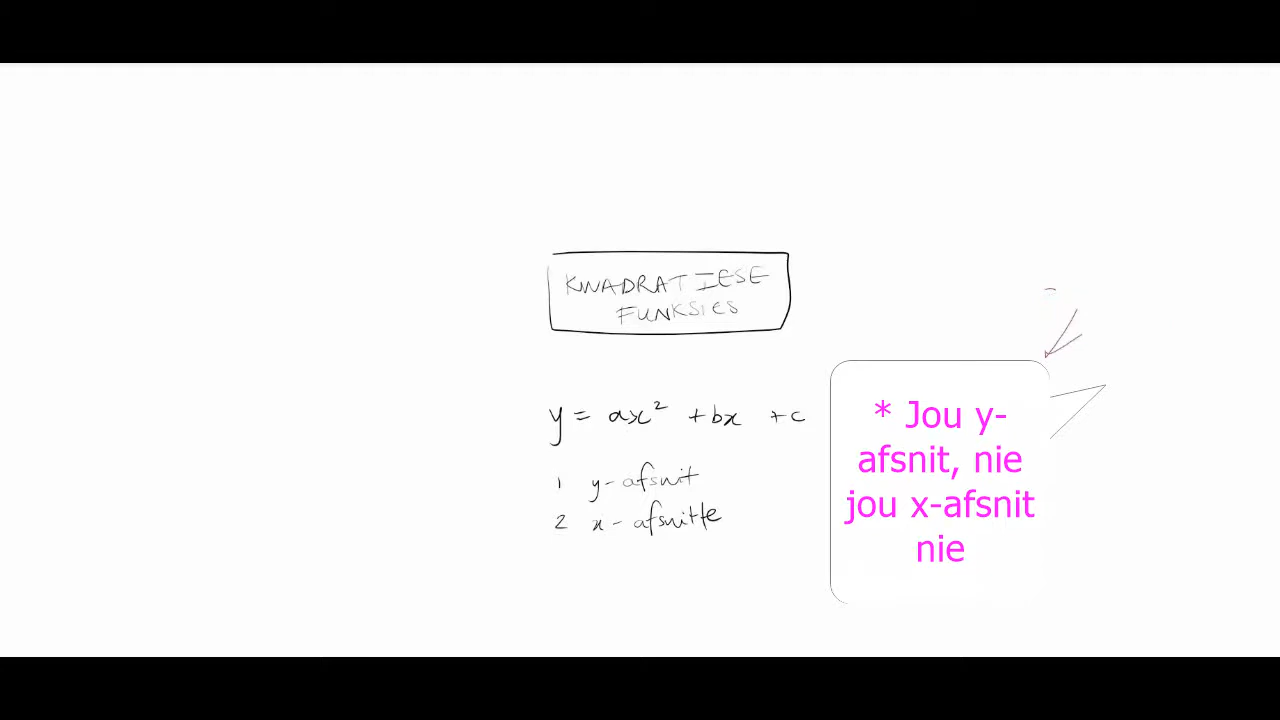 KWADRATIESE
FUNKSIES
y = ax² + bx + c
1 y-afsnit
2 x-afsnitte
* Jou y-
afsnit, nie
jou x-afsnit
nie